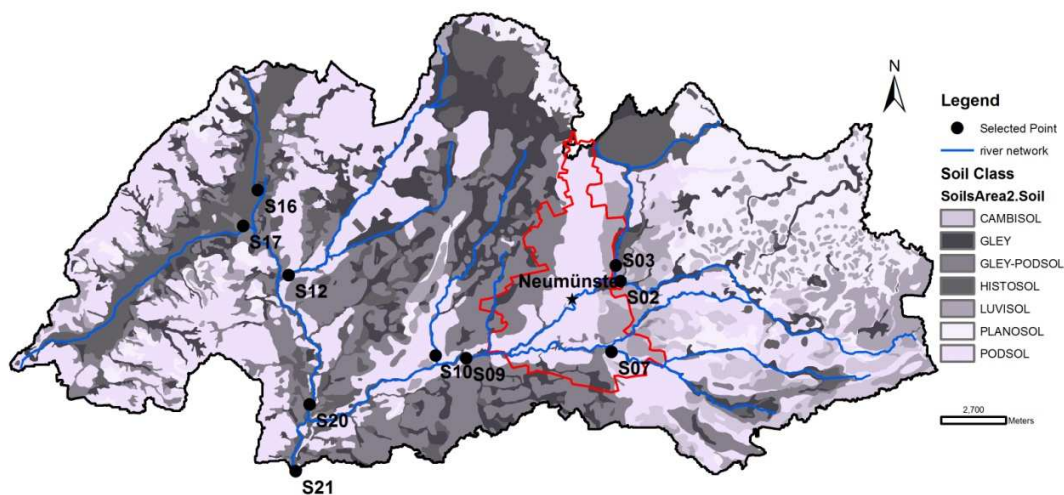 N
Legend
Selected Point
river network
Soil Class
SoilsArea2.Soil
CAMBISOL
GLEY
GLEY-PODSOL
HISTOSOL
LUVISOL
PLANOSOL
PODSOL
2,700
Meters
S16
S17
S12
S03
Neumünster
S02
S10
S09
S07
S20
S21